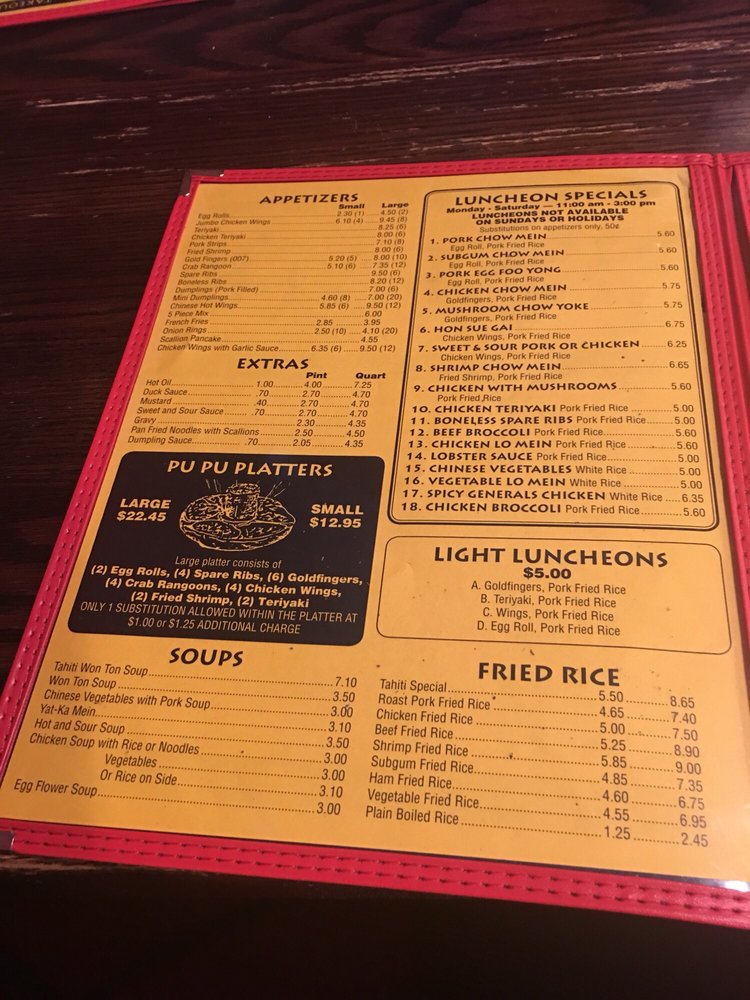 TAKEOU
APPETIZERS
Small Large
Egg Rolls 2.30 (1) 4.50 (2)
Jumbo Chicken Wings 6.10 (4) 9.45 (8)
Teriyaki 8.25 (6)
Chicken Teriyaki 8.00 (6)
Pork Strips 7.10 (8)
Fried Shrimp 8.00 (6)
Gold Fingers (007) 5.20 (5) 8.00 (10)
Crab Rangoon 5.10 (6) 7.35 (12)
Spare Ribs 9.50 (6)
Boneless Ribs 8.20 (12)
Dumplings (Pork Filled) 7.00 (6)
Mini Dumplings 4.60 (8) 7.00 (20)
Chinese Hot Wings 5.85 (6) 9.50 (12)
5 Piece Mix 6.00
French Fries 2.85 3.95
Onion Rings 2.50 (10) 4.10 (20)
Scallion Pancake 4.55
Chicken Wings with Garlic Sauce 6.35 (6) 9.50 (12)
EXTRAS
Pint Quart
Hot Oil 1.00 4.00 7.25
Duck Sauce .70 2.70 4.70
Mustard .40 2.70 4.70
Sweet and Sour Sauce .70 2.70 4.70
Gravy 2.30 4.35
Pan Fried Noodles with Scallions 2.50 4.50
Dumpling Sauce .70 2.05 4.35
PU PU PLATTERS
LARGE
$22.45
SMALL
$12.95
Large platter consists of
(2) Egg Rolls, (4) Spare Ribs, (6) Goldfingers,
(4) Crab Rangoons, (4) Chicken Wings,
(2) Fried Shrimp, (2) Teriyaki
ONLY 1 SUBSTITUTION ALLOWED WITHIN THE PLATTER AT
$1.00 or $1.25 ADDITIONAL CHARGE
SOUPS
Tahiti Won Ton Soup 7.10
Won Ton Soup 3.50
Chinese Vegetables with Pork Soup 3.00
Yat-Ka Mein 3.10
Hot and Sour Soup 3.50
Chicken Soup with Rice or Noodles 3.00
Vegetables 3.00
Or Rice on Side 3.10
Egg Flower Soup 3.00
LUNCHEON SPECIALS
Monday - Saturday — 11:00 am - 3:00 pm
LUNCHEONS NOT AVAILABLE
ON SUNDAYS OR HOLIDAYS
Substitutions on appetizers only, 50¢
1. PORK CHOW MEIN 5.60
Egg Roll, Pork Fried Rice
2. SUBGUM CHOW MEIN 5.60
Egg Roll, Pork Fried Rice
3. PORK EGG FOO YONG 5.60
Egg Roll, Pork Fried Rice
4. CHICKEN CHOW MEIN 5.75
Goldfingers, Pork Fried Rice
5. MUSHROOM CHOW YOKE 5.75
Goldfingers, Pork Fried Rice
6. HON SUE GAI 6.75
Chicken Wings, Pork Fried Rice
7. SWEET & SOUR PORK OR CHICKEN 6.25
Chicken Wings, Pork Fried Rice
8. SHRIMP CHOW MEIN 6.65
Fried Shrimp, Pork Fried Rice
9. CHICKEN WITH MUSHROOMS 5.60
Pork Fried Rice
10. CHICKEN TERIYAKI Pork Fried Rice 5.00
11. BONELESS SPARE RIBS Pork Fried Rice 5.00
12. BEEF BROCCOLI Pork Fried Rice 5.60
13. CHICKEN LO MEIN Pork Fried Rice 5.60
14. LOBSTER SAUCE Pork Fried Rice 5.00
15. CHINESE VEGETABLES White Rice 5.00
16. VEGETABLE LO MEIN White Rice 5.00
17. SPICY GENERALS CHICKEN White Rice 6.35
18. CHICKEN BROCCOLI Pork Fried Rice 5.60
LIGHT LUNCHEONS
$5.00
A. Goldfingers, Pork Fried Rice
B. Teriyaki, Pork Fried Rice
C. Wings, Pork Fried Rice
D. Egg Roll, Pork Fried Rice
FRIED RICE
Tahiti Special 5.50 8.65
Roast Pork Fried Rice 4.65 7.40
Chicken Fried Rice 5.00 7.50
Beef Fried Rice 5.25 8.90
Shrimp Fried Rice 5.85 9.00
Subgum Fried Rice 4.85 7.35
Ham Fried Rice 4.60 6.75
Vegetable Fried Rice 4.55 6.95
Plain Boiled Rice 1.25 2.45